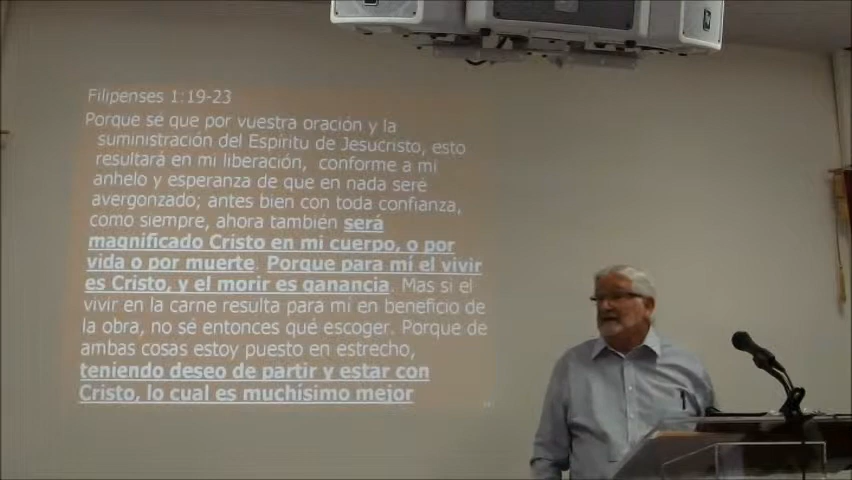 Filipenses 1:19-23
Porque sé que por vuestra oración y la
suministración del Espíritu de Jesucristo, esto
resultará en mi liberación, conforme a mi
anhelo y esperanza de que en nada seré
avergonzado; antes bien con toda confianza,
como siempre, ahora también será
magnificado Cristo en mi cuerpo, o por
vida o por muerte. Porque para mí el vivir
es Cristo, y el morir es ganancia. Mas si el
vivir en la carne resulta para mí en beneficio de
la obra, no sé entonces qué escoger. Porque de
ambas cosas estoy puesto en estrecho,
teniendo deseo de partir y estar con
Cristo, lo cual es muchísimo mejor